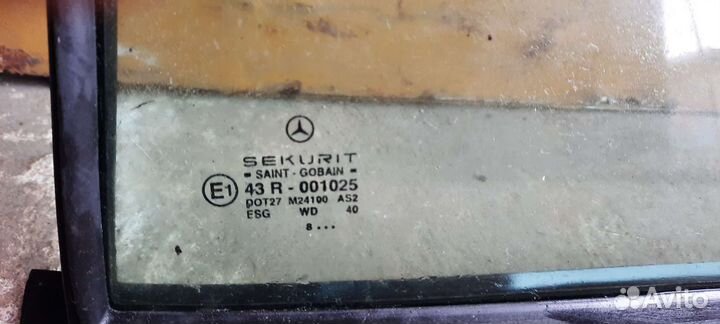 SEKURIT
SAINT - GOBAIN
E1 43 R - 001025
DOT27 M24100 AS2
ESG WD 40
8 ...
Avito